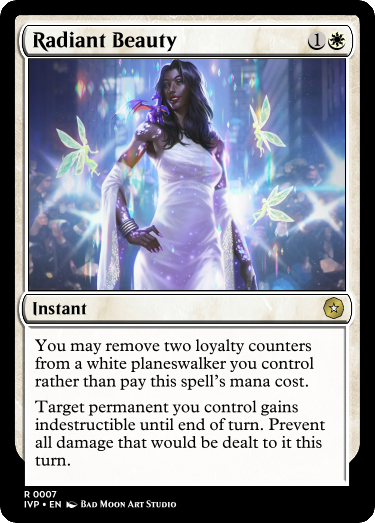 Radiant Beauty 1
Instant
You may remove two loyalty counters
from a white planeswalker you control
rather than pay this spell's mana cost.
Target permanent you control gains
indestructible until end of turn. Prevent
all damage that would be dealt to it this
turn.
R 0007
IVP • EN Bad Moon Art Studio